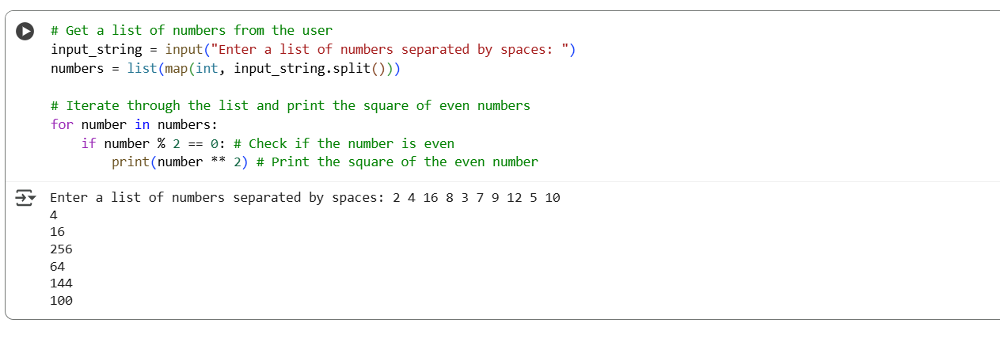 # Get a list of numbers from the user
input_string = input("Enter a list of numbers separated by spaces: ")
numbers = list(map(int, input_string.split()))

# Iterate through the list and print the square of even numbers
for number in numbers:
    if number % 2 == 0: # Check if the number is even
        print(number ** 2) # Print the square of the even number
Enter a list of numbers separated by spaces: 2 4 16 8 3 7 9 12 5 10
4
16
256
64
144
100